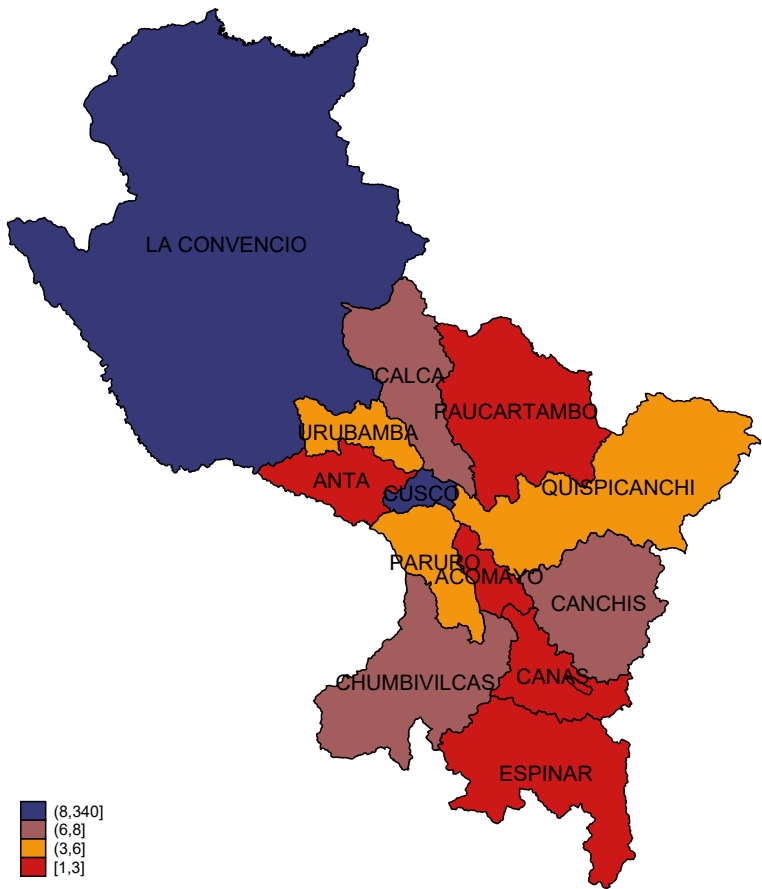 LA CONVENCIO
CALCA
PAUCARTAMBO
URUBAMBA
ANTA
CUSCO
QUISPICANCHI
PARURO
ACOMAYO
CANCHIS
CHUMBIVILCAS
CANAS
ESPINAR
(8,340]
(6,8]
(3,6]
[1,3]